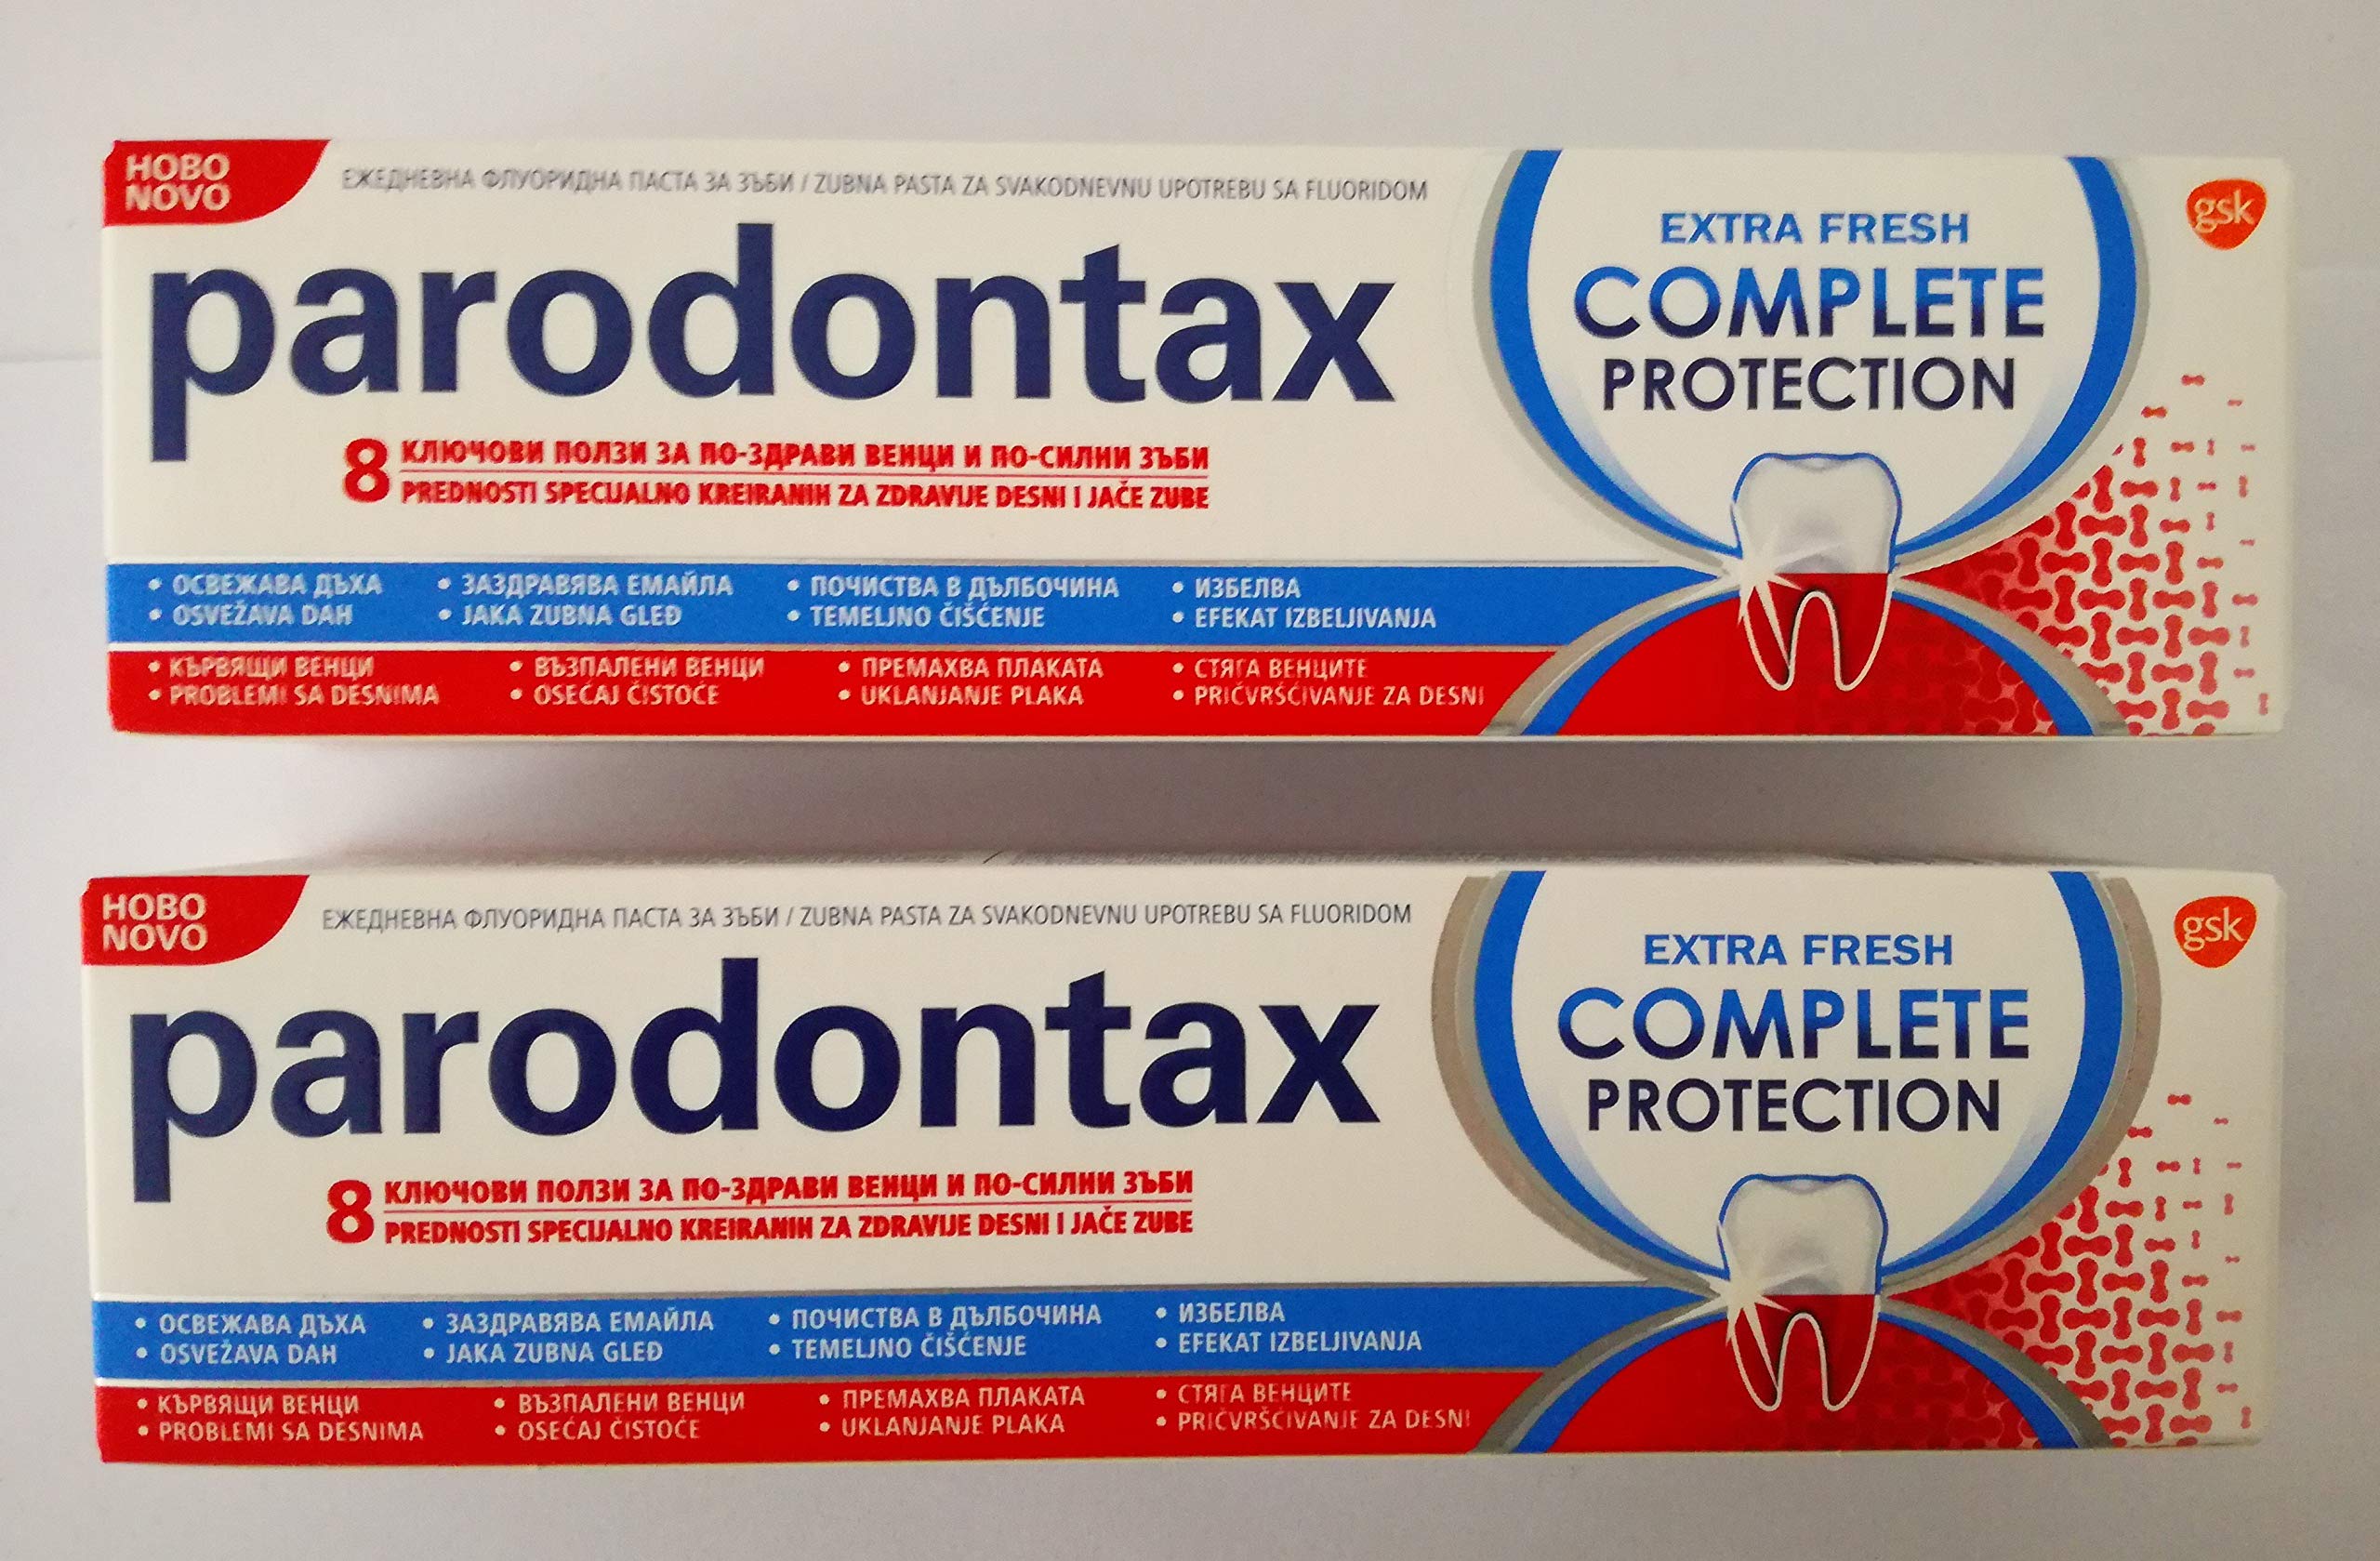 НОВО
NOVO
ЕЖЕДНЕВНА ФЛУОРИДНА ПАСТА ЗА ЗЪБИ / ZUBNA PASTA ZA SVAKODNEVNU UPOTREBU SA FLUORIDOM
parodontax
8 КЛЮЧОВИ ПОЛЗИ ЗА ПО-ЗДРАВИ ВЕНЦИ И ПО-СИЛНИ ЗЪБИ
PREDNOSTI SPECIJALNO KREIRANIH ZA ZDRAVIJE DESNI I JAČE ZUBE
EXTRA FRESH
COMPLETE
PROTECTION
gsk
• ОСВЕЖАВА ДЪХА • ЗАЗДРАВЯВА ЕМАЙЛА • ПОЧИСТВА В ДЪЛБОЧИНА • ИЗБЕЛВА
• OSVEŽAVA DAH • JAKA ZUBNA GLEĐ • TEMELJNO ČIŠĆENJE • EFEKAT IZBELJIVANJA
• КЪРВЯЩИ ВЕНЦИ • ВЪЗПАЛЕНИ ВЕНЦИ • ПРЕМАХВА ПЛАКАТА • СТЯГА ВЕНЦИТЕ
• PROBLEMI SA DESNIMA • OSEĆAJ ČISTOĆE • UKLANJANJE PLAKA • PRIČVRŠĆIVANJE ZA DESNI
НОВО
NOVO
ЕЖЕДНЕВНА ФЛУОРИДНА ПАСТА ЗА ЗЪБИ / ZUBNA PASTA ZA SVAKODNEVNU UPOTREBU SA FLUORIDOM
parodontax
8 КЛЮЧОВИ ПОЛЗИ ЗА ПО-ЗДРАВИ ВЕНЦИ И ПО-СИЛНИ ЗЪБИ
PREDNOSTI SPECIJALNO KREIRANIH ZA ZDRAVIJE DESNI I JAČE ZUBE
EXTRA FRESH
COMPLETE
PROTECTION
gsk
• ОСВЕЖАВА ДЪХА • ЗАЗДРАВЯВА ЕМАЙЛА • ПОЧИСТВА В ДЪЛБОЧИНА • ИЗБЕЛВА
• OSVEŽAVA DAH • JAKA ZUBNA GLEĐ • TEMELJNO ČIŠĆENJE • EFEKAT IZBELJIVANJA
• КЪРВЯЩИ ВЕНЦИ • ВЪЗПАЛЕНИ ВЕНЦИ • ПРЕМАХВА ПЛАКАТА • СТЯГА ВЕНЦИТЕ
• PROBLEMI SA DESNIMA • OSEĆAJ ČISTOĆE • UKLANJANJE PLAKA • PRIČVRŠĆIVANJE ZA DESNI